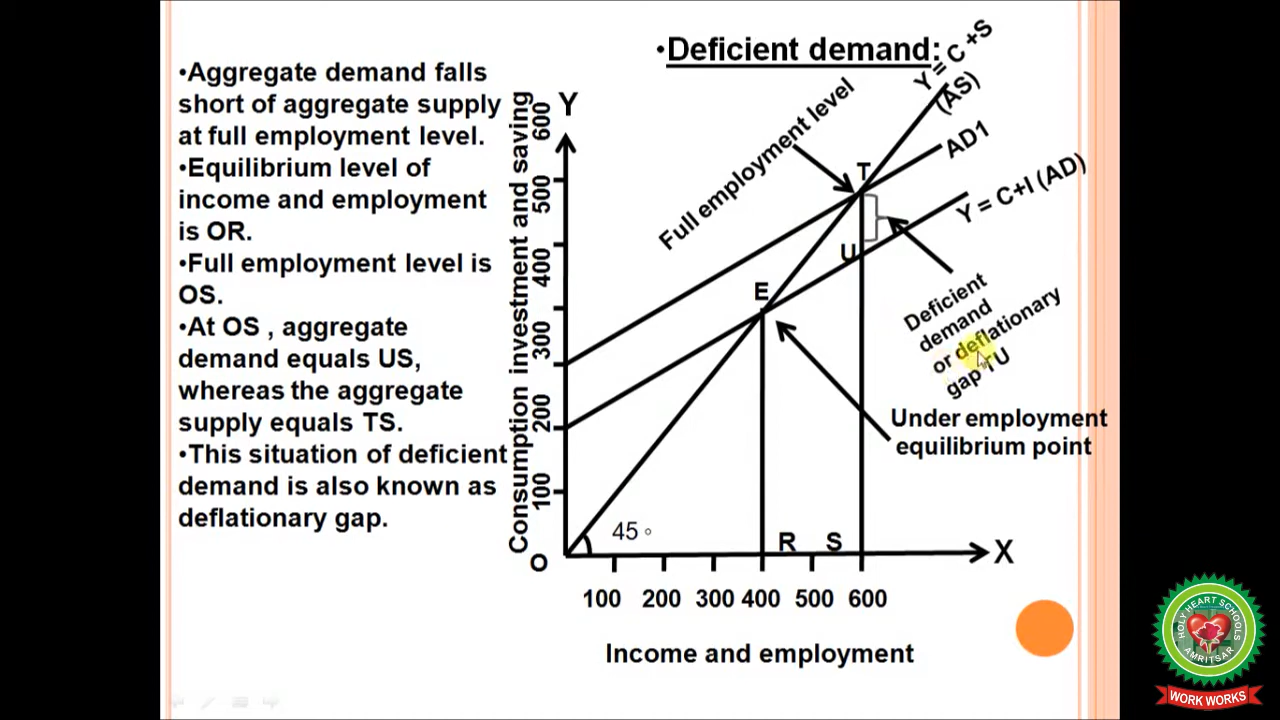 •Deficient demand:
•Aggregate demand falls
short of aggregate supply
at full employment level.
•Equilibrium level of
income and employment
is OR.
•Full employment level is
OS.
•At OS , aggregate
demand equals US,
whereas the aggregate
supply equals TS.
•This situation of deficient
demand is also known as
deflationary gap.
Consumption investment and saving
Y
600
500
400
300
200
100
O
45°
Full employment level
Y = C +S
(AS)
T
AD1
Y = C+I (AD)
U
E
Deficient
demand
or deflationary
gap TU
Under employment
equilibrium point
R S
X
100 200 300 400 500 600
Income and employment
HOLY HEART SCHOOLS
AMRITSAR
WORK WORKS